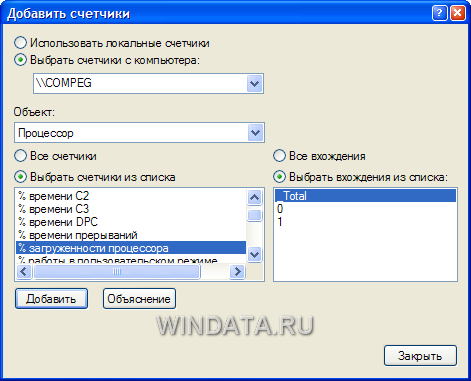 Добавить счетчики
Использовать локальные счетчики
Выбрать счетчики с компьютера:
\\COMPEG
Объект:
Процессор
Все счетчики
Все вхождения
Выбрать счетчики из списка
Выбрать вхождения из списка:
% времени C2
% времени C3
% времени DPC
% времени прерываний
% загруженности процессора
% работы в пользовательском режиме
_Total
0
1
Добавить
Объяснение
WINDATA.RU
Закрыть